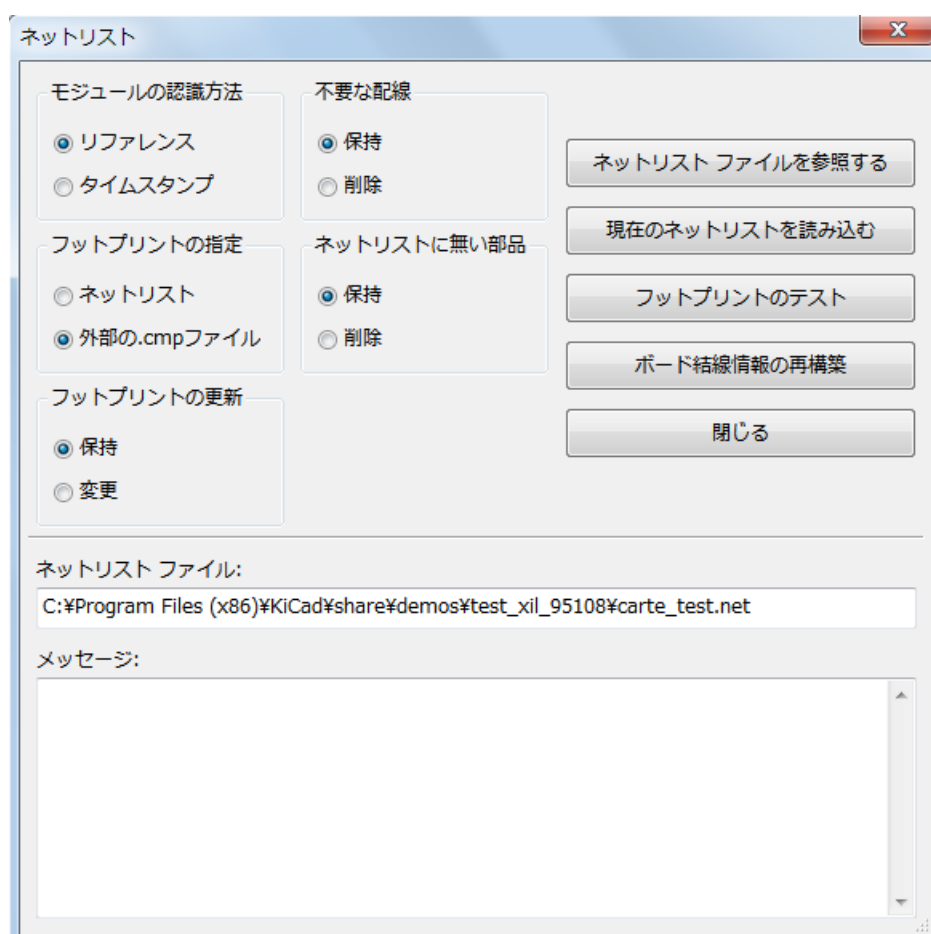 ネットリスト
モジュールの認識方法
リファレンス
タイムスタンプ
不要な配線
保持
削除
フットプリントの指定
ネットリスト
外部の.cmpファイル
ネットリストに無い部品
保持
削除
フットプリントの更新
保持
変更
ネットリスト ファイルを参照する
現在のネットリストを読み込む
フットプリントのテスト
ボード結線情報の再構築
閉じる
ネットリスト ファイル:
C:¥Program Files (x86)¥KiCad¥share¥demos¥test_xil_95108¥carte_test.net
メッセージ: